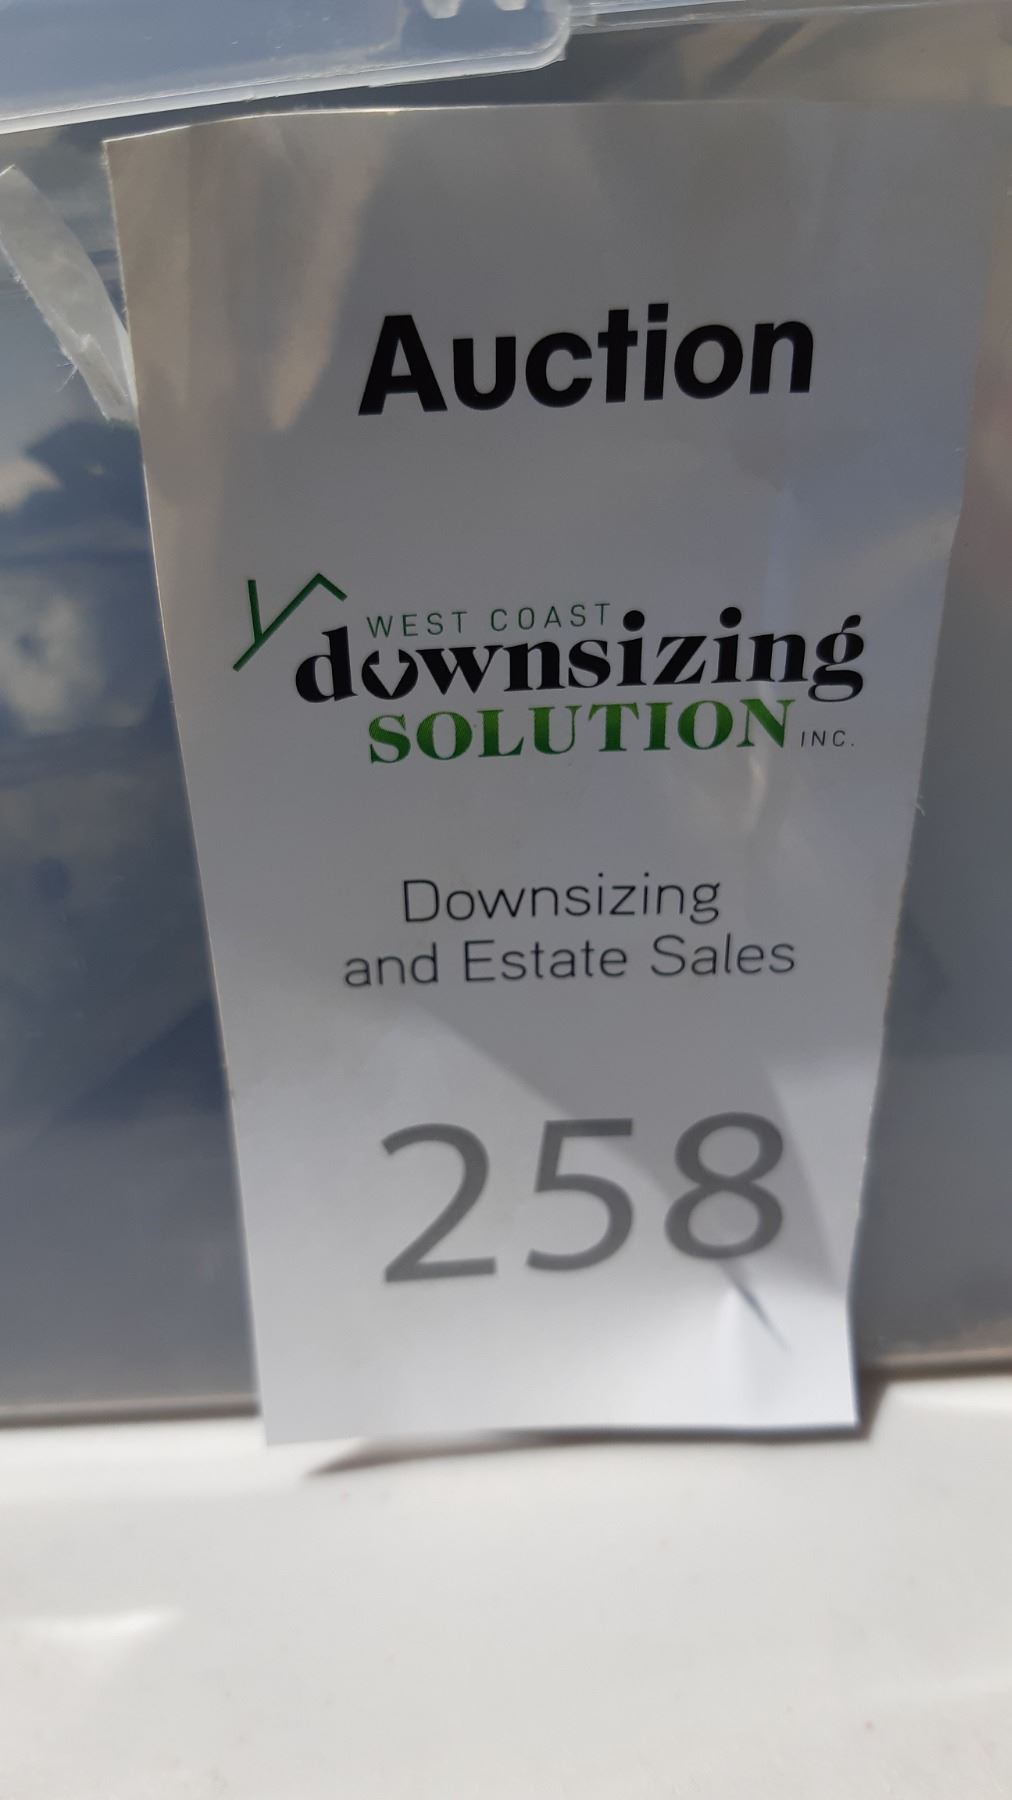 Auction
WEST COAST
downsizing
SOLUTION INC.
Downsizing
and Estate Sales
258